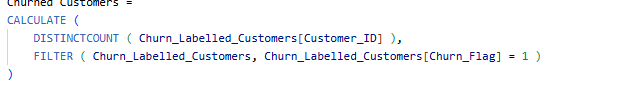 Churned Customers =
CALCULATE (
DISTINCTCOUNT ( Churn_Labelled_Customers[Customer_ID] ),
FILTER ( Churn_Labelled_Customers, Churn_Labelled_Customers[Churn_Flag] = 1 )
)